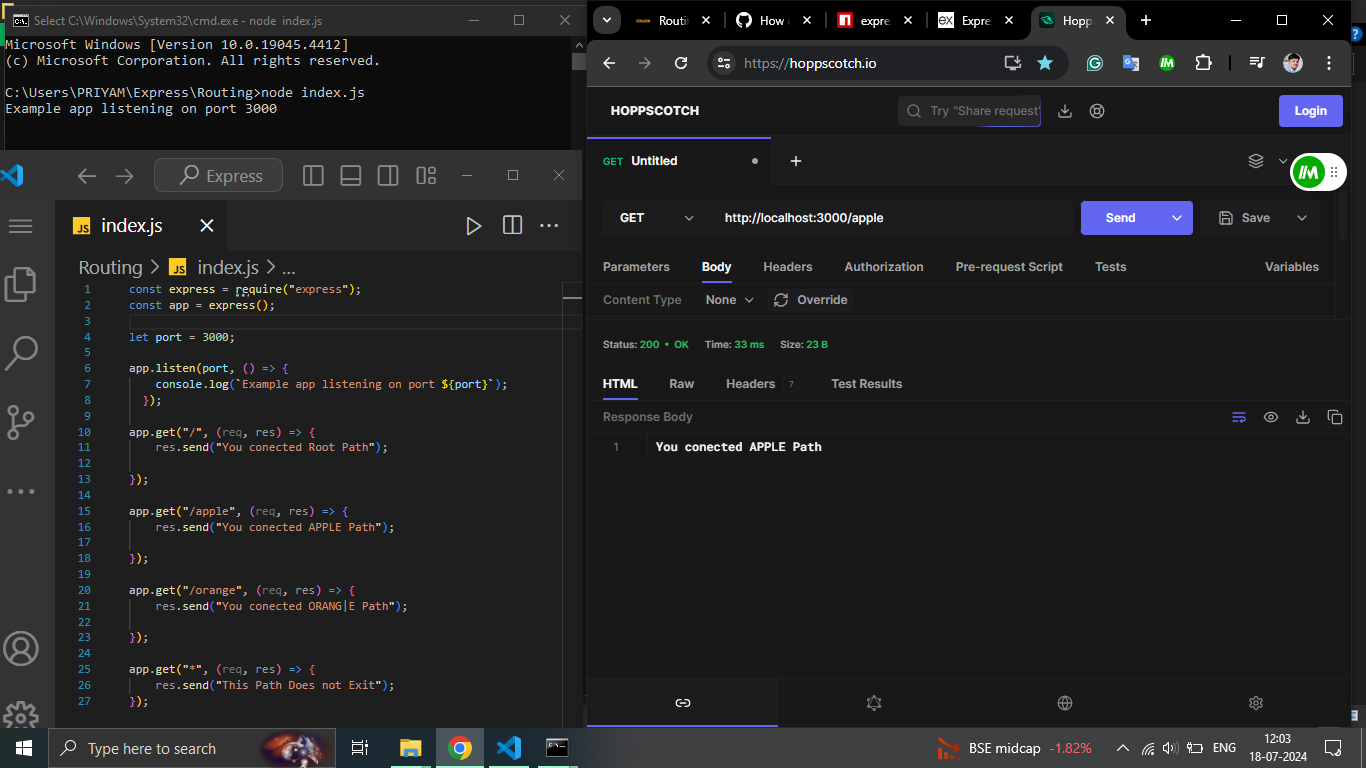 Select C:\Windows\System32\cmd.exe - node  index.js
Microsoft Windows [Version 10.0.19045.4412]
(c) Microsoft Corporation. All rights reserved.
C:\Users\PRIYAM\Express\Routing>node index.js
Example app listening on port 3000
Express
JS index.js
Routing > JS index.js > ...
1 const express = require("express");
2 const app = express();
3
4 let port = 3000;
5
6 app.listen(port, () => {
7 console.log(`Example app listening on port ${port}`);
8 });
9
10 app.get("/", (req, res) => {
11 res.send("You conected Root Path");
12
13 });
14
15 app.get("/apple", (req, res) => {
16 res.send("You conected APPLE Path");
17
18 });
19
20 app.get("/orange", (req, res) => {
21 res.send("You conected ORANGE Path");
22
23 });
24
25 app.get("*", (req, res) => {
26 res.send("This Path Does not Exit");
27 });
Routin
How
expre
ex Expre
Hopp
https://hoppscotch.io
HOPPSCOTCH
Try "Share request"
Login
GET Untitled
GET
http://localhost:3000/apple
Send
Save
Parameters Body Headers Authorization Pre-request Script Tests Variables
Content Type None Override
Status: 200 • OK Time: 33 ms Size: 23 B
HTML Raw Headers 7 Test Results
Response Body
1 You conected APPLE Path
Type here to search
BSE midcap -1.82%
ENG
12:03
18-07-2024